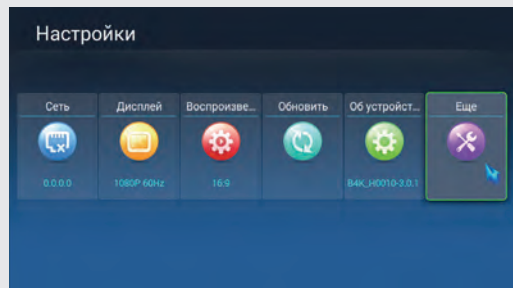 Настройки
Сеть
Дисплей
Воспроизве...
Обновить
Об устройст...
Еще
0.0.0.0
1080P 60Hz
16:9
B4K_H0010-2.0.1